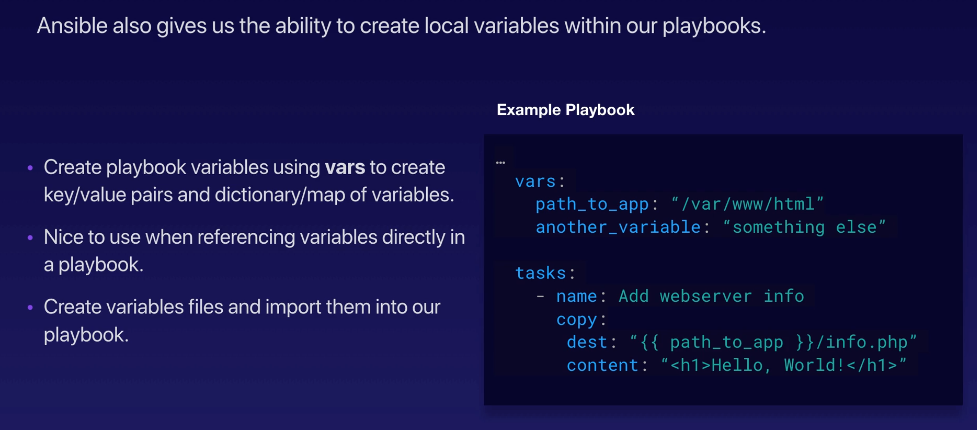 Ansible also gives us the ability to create local variables within our playbooks.
• Create playbook variables using vars to create
key/value pairs and dictionary/map of variables.
• Nice to use when referencing variables directly in
a playbook.
• Create variables files and import them into our
playbook.
Example Playbook
…
  vars:
    path_to_app: “/var/www/html”
    another_variable: “something else”
  tasks:
    - name: Add webserver info
      copy:
       dest: “{{ path_to_app }}/info.php”
       content: “<h1>Hello, World!</h1>”